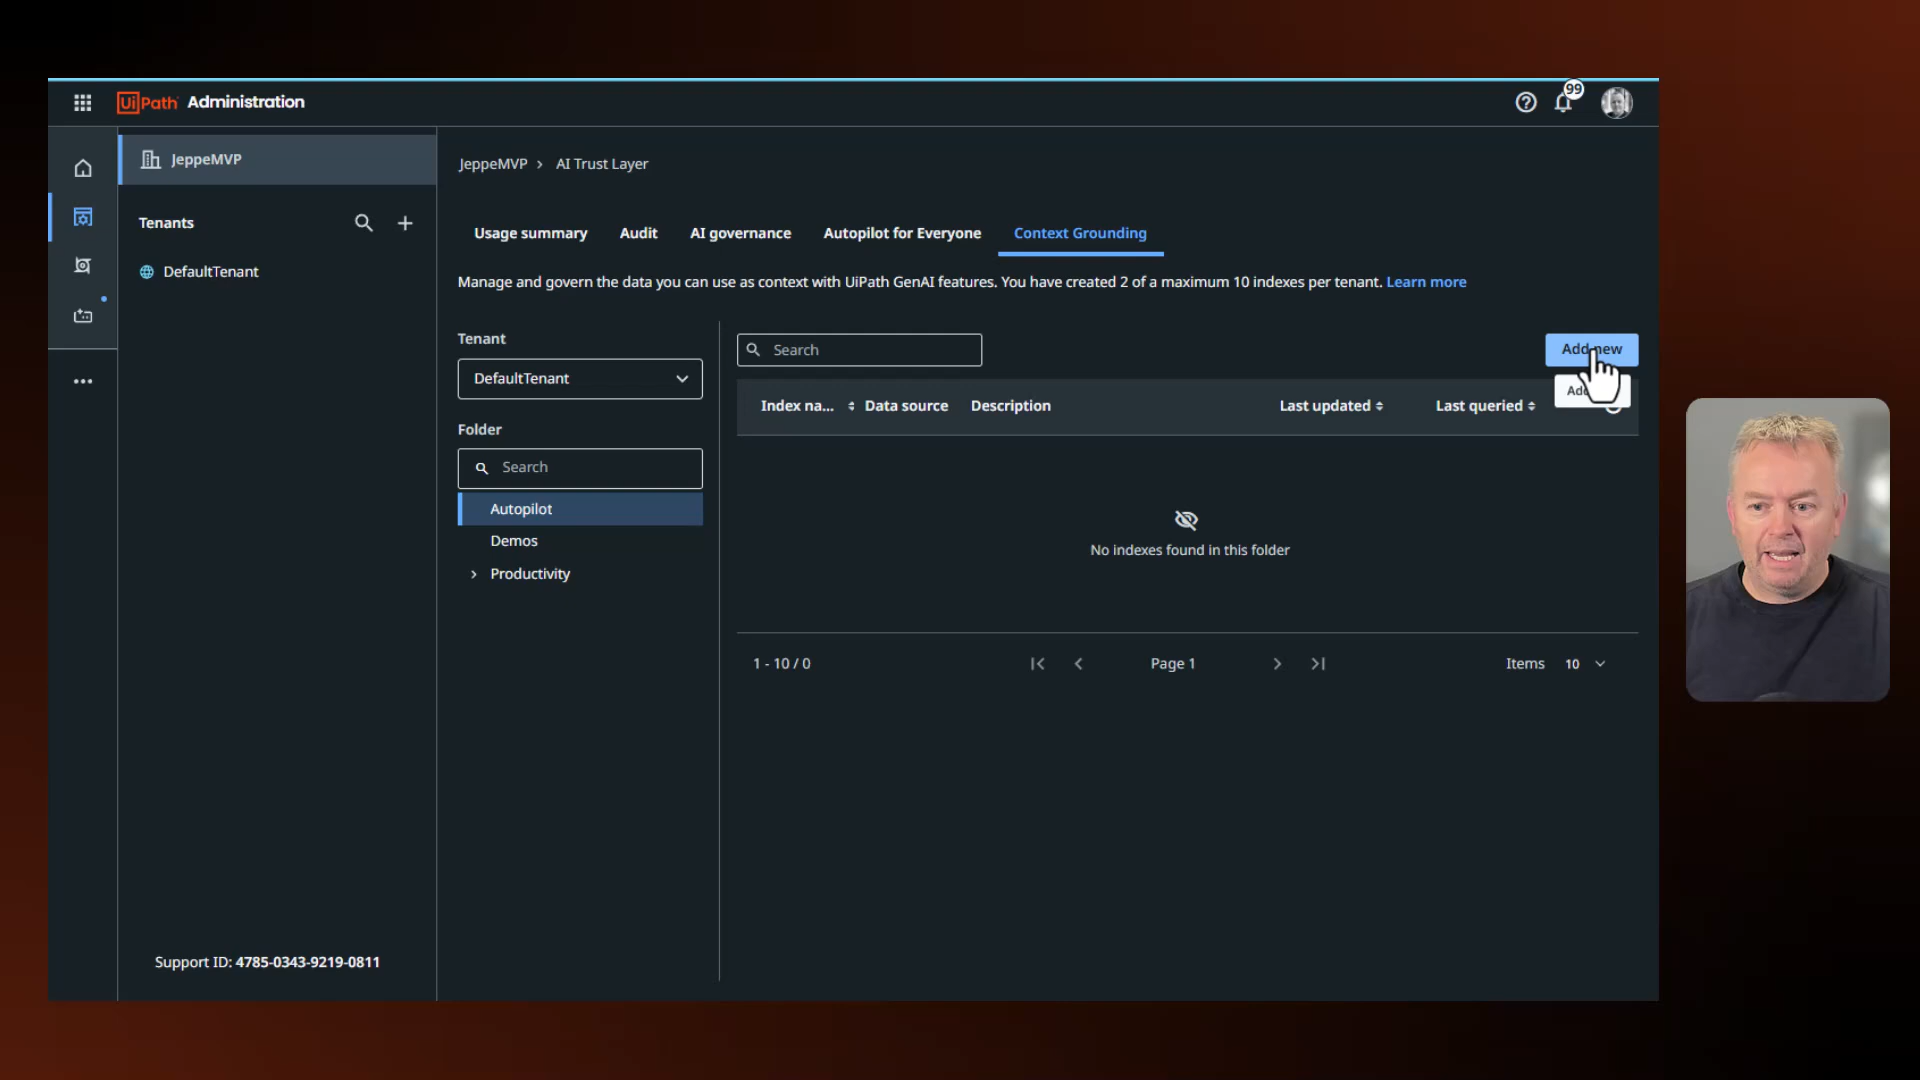 UiPath Administration
99
JeppeMVP
JeppeMVP > AI Trust Layer
Tenants
DefaultTenant
Usage summary Audit AI governance Autopilot for Everyone Context Grounding
Manage and govern the data you can use as context with UiPath GenAI features. You have created 2 of a maximum 10 indexes per tenant. Learn more
Tenant
DefaultTenant
Folder
Search
Autopilot
Demos
Productivity
Search
Add new
Index na... Data source Description Last updated Last queried
No indexes found in this folder
1 - 10 / 0 Page 1 Items 10
Support ID: 4785-0343-9219-0811